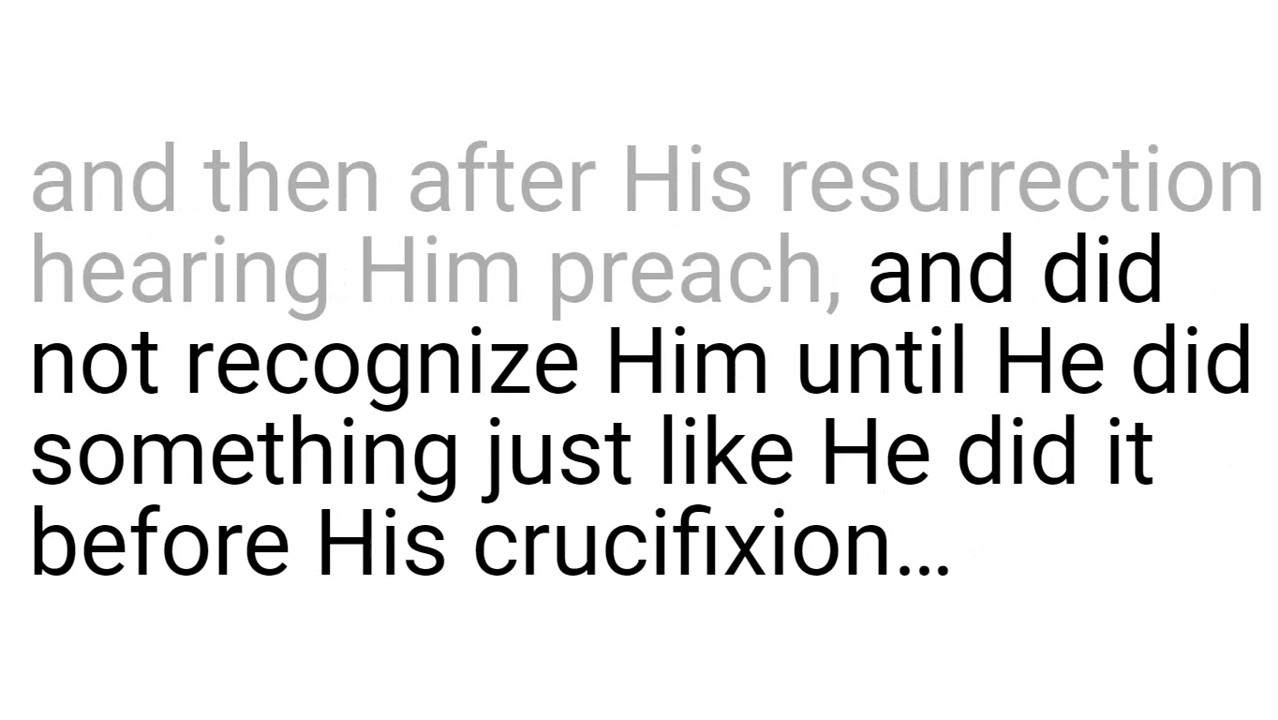 and then after His resurrection
hearing Him preach, and did
not recognize Him until He did
something just like He did it
before His crucifixion…